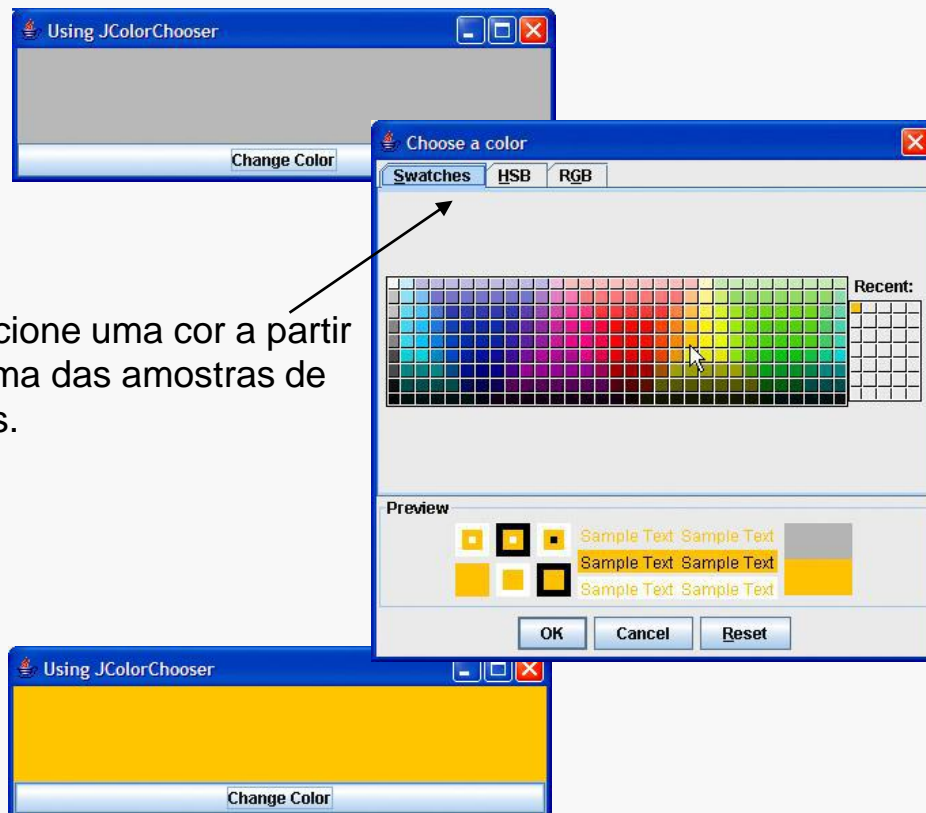 Using JColorChooser
Change Color
Choose a color
Swatches HSB RGB
Recent:
cione uma cor a partir
ma das amostras de
s.
Preview
Sample Text Sample Text
Sample Text Sample Text
Sample Text Sample Text
OK Cancel Reset
Using JColorChooser
Change Color